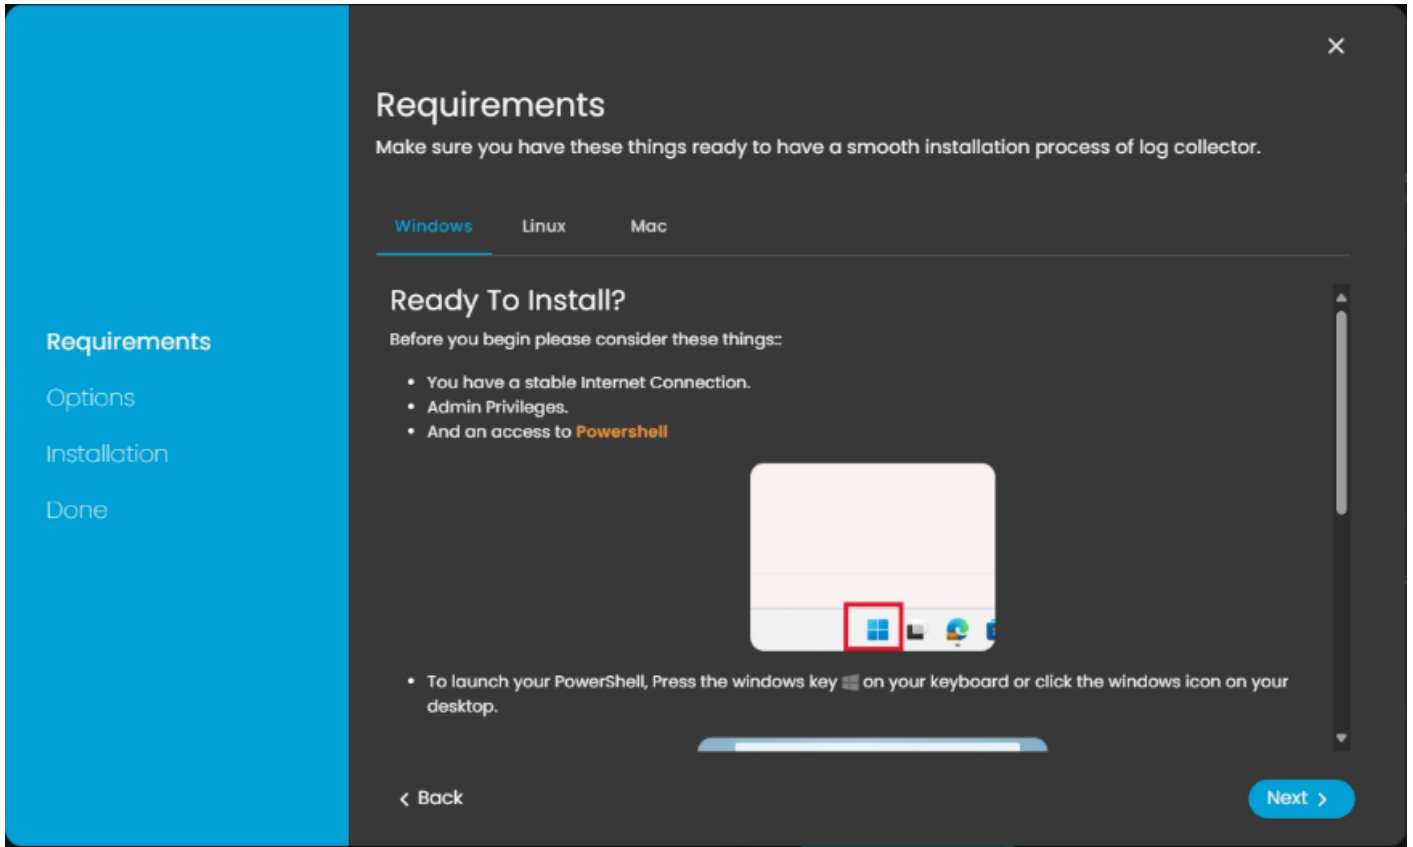 Requirements
Make sure you have these things ready to have a smooth installation process of log collector.
Windows Linux Mac
Ready To Install?
Before you begin please consider these things::
• You have a stable Internet Connection.
• Admin Privileges.
• And an access to Powershell
• To launch your PowerShell, Press the windows key on your keyboard or click the windows icon on your
desktop.
Requirements
Options
Installation
Done
Back
Next